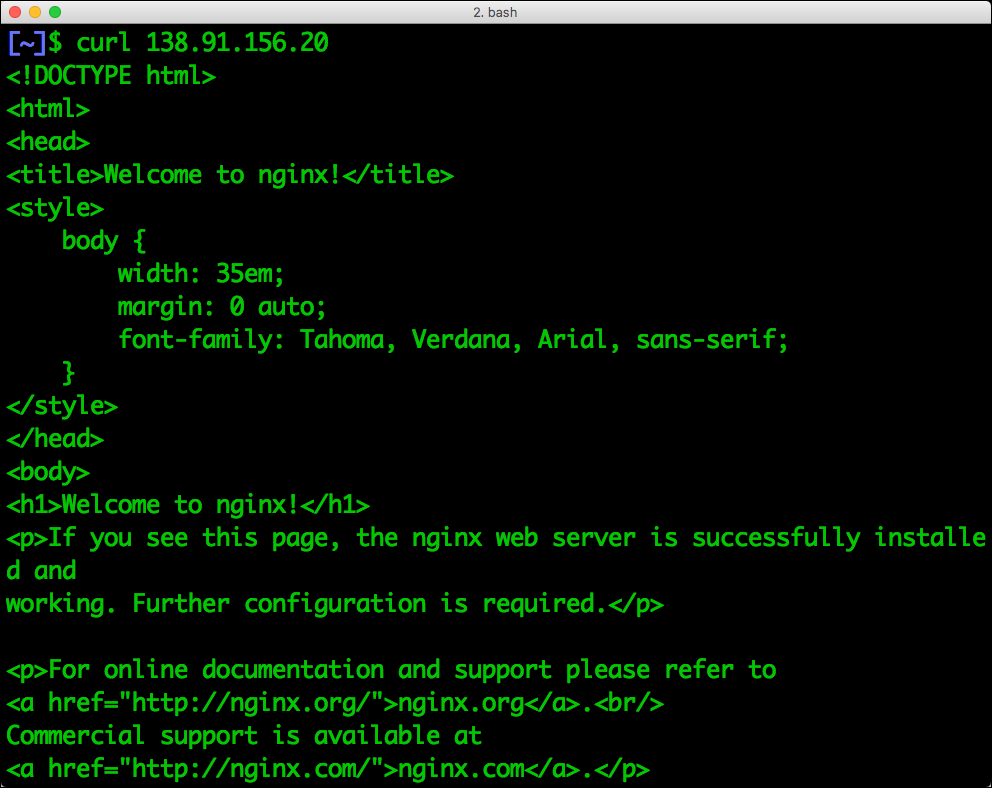 2. bash
[~]$ curl 138.91.156.20
<!DOCTYPE html>
<html>
<head>
<title>Welcome to nginx!</title>
<style>
    body {
        width: 35em;
        margin: 0 auto;
        font-family: Tahoma, Verdana, Arial, sans-serif;
    }
</style>
</head>
<body>
<h1>Welcome to nginx!</h1>
<p>If you see this page, the nginx web server is successfully installe
d and
working. Further configuration is required.</p>

<p>For online documentation and support please refer to
<a href="http://nginx.org/">nginx.org</a>.<br/>
Commercial support is available at
<a href="http://nginx.com/">nginx.com</a>.</p>